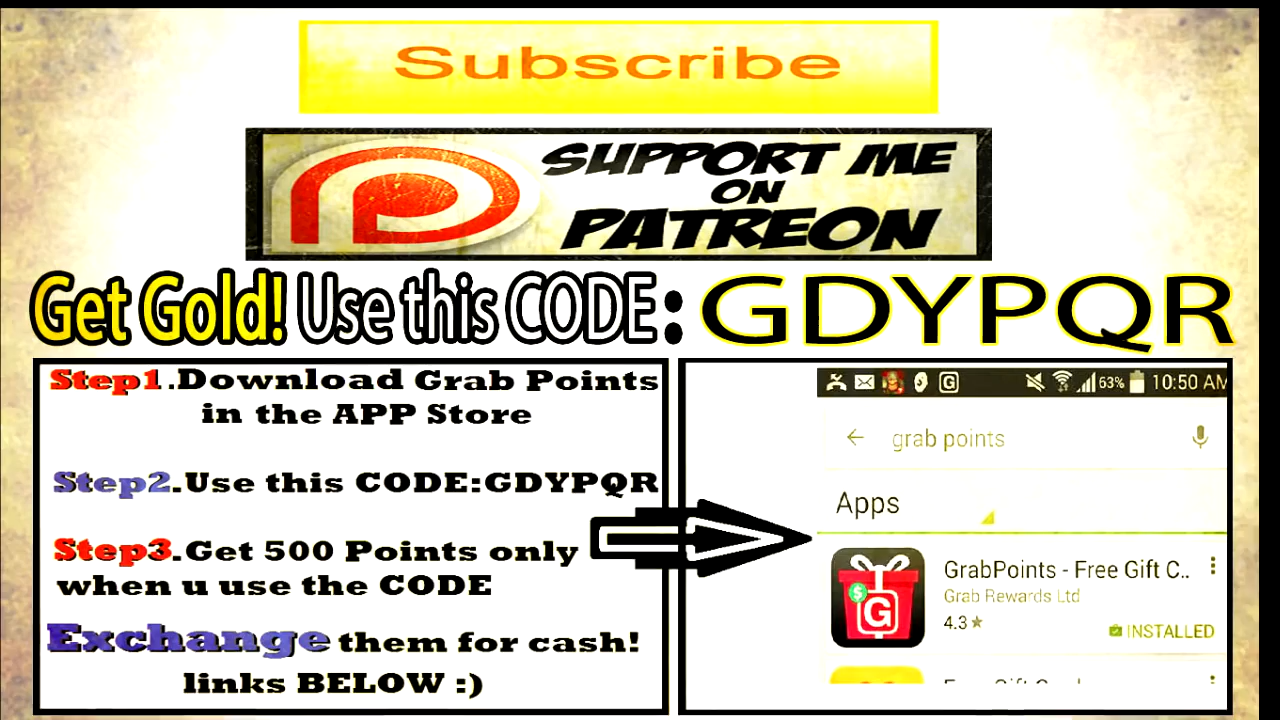 Subscribe
SUPPORT ME
ON
PATREON
Get Gold! Use this CODE:GDYPQR
Step1.Download Grab Points
in the APP Store
Step2.Use this CODE:GDYPQR
Step3.Get 500 Points only
when u use the CODE
Exchange them for cash!
links BELOW :)
63% 10:50 AM
grab points
Apps
GrabPoints - Free Gift C..
Grab Rewards Ltd
4.3★
INSTALLED